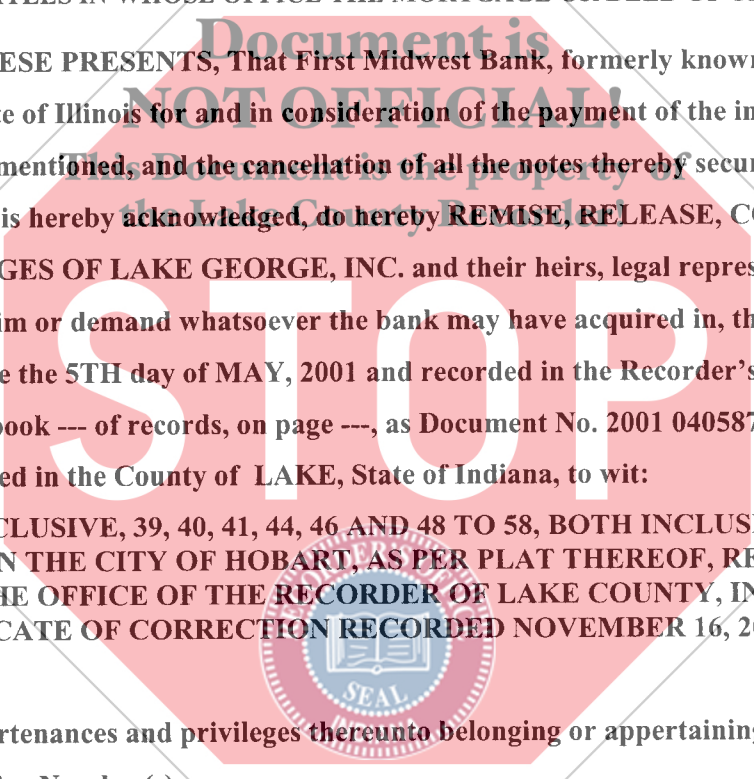 Document is
ESE PRESENTS, That First Midwest Bank, formerly known
NOT OFFICIAL!
e of Illinois for and in consideration of the payment of the in
This Document is the property of
mentioned, and the cancellation of all the notes thereby secur
the Lake County Recorder!
is hereby acknowledged, do hereby REMISE, RELEASE, CO
GES OF LAKE GEORGE, INC. and their heirs, legal repres
STOP
im or demand whatsoever the bank may have acquired in, th
e the 5TH day of MAY, 2001 and recorded in the Recorder's
book --- of records, on page ---, as Document No. 2001 040587
ed in the County of LAKE, State of Indiana, to wit:
CLUSIVE, 39, 40, 41, 44, 46 AND 48 TO 58, BOTH INCLUSI
N THE CITY OF HOBART, AS PER PLAT THEREOF, RE
HE OFFICE OF THE RECORDER OF LAKE COUNTY, IN
CATE OF CORRECTION RECORDED NOVEMBER 16, 20
SEAL
INDIANA
rtenances and privileges thereunto belonging or appertaining